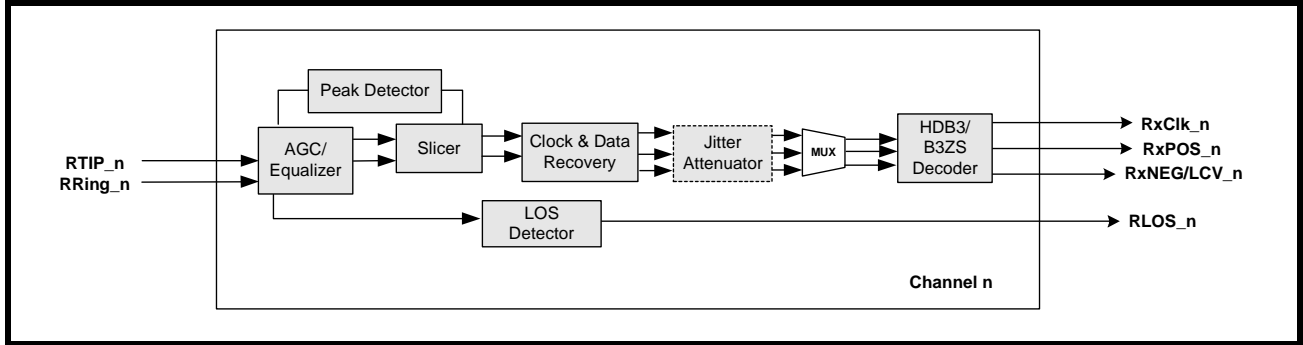 Peak Detector
RTIP_n
RRing_n
AGC/
Equalizer
Slicer
Clock & Data
Recovery
Jitter
Attenuator
MUX
HDB3/
B3ZS
Decoder
RxClk_n
RxPOS_n
RxNEG/LCV_n
LOS
Detector
RLOS_n
Channel n